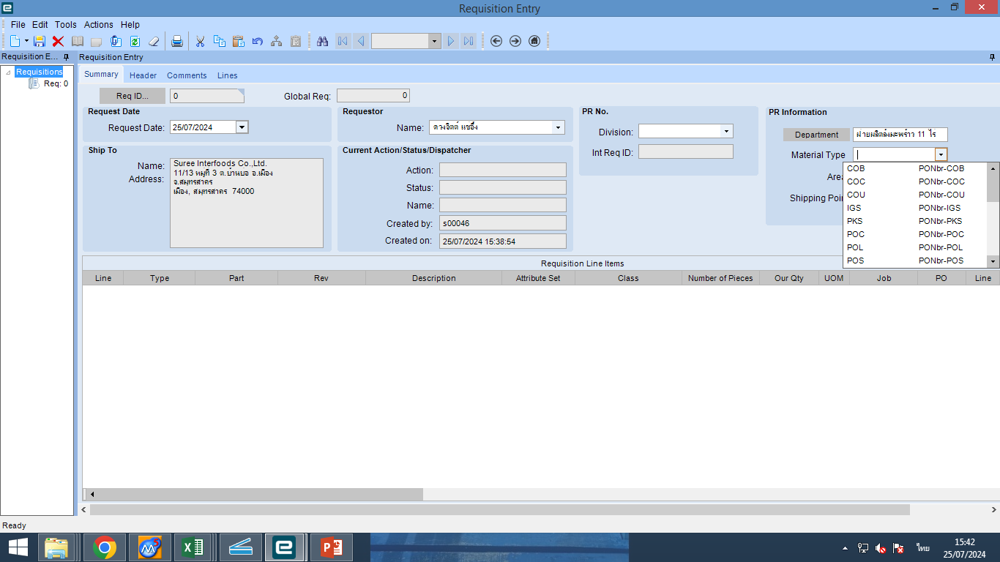 Requisition Entry
File Edit Tools Actions Help
Requisition E... Requisition Entry
Requisitions
Req: 0
Summary Header Comments Lines
Req ID... 0 Global Req: 0
Request Date
Request Date: 25/07/2024
Requestor
Name: ดวงจิตต์ แซ่อึ้ง
PR No.
Division:
Int Req ID:
PR Information
Department ฝ่ายผลิตล้งมะพร้าว 11 ไร่
Material Type
Area
Shipping Poin
COB PONbr-COB
COC PONbr-COC
COU PONbr-COU
IGS PONbr-IGS
PKS PONbr-PKS
POC PONbr-POC
POL PONbr-POL
POS PONbr-POS
Ship To
Name: Suree Interfoods Co.,Ltd.
Address: 11/13 หมู่ที่ 3 ต.บ้านบ่อ อ.เมือง
จ.สมุทรสาคร
เมือง, สมุทรสาคร 74000
Current Action/Status/Dispatcher
Action:
Status:
Name:
Created by: s00046
Created on: 25/07/2024 15:38:54
Requisition Line Items
Line Type Part Rev Description Attribute Set Class Number of Pieces Our Qty UOM Job PO Line
Ready
ไทย 15:42
25/07/2024